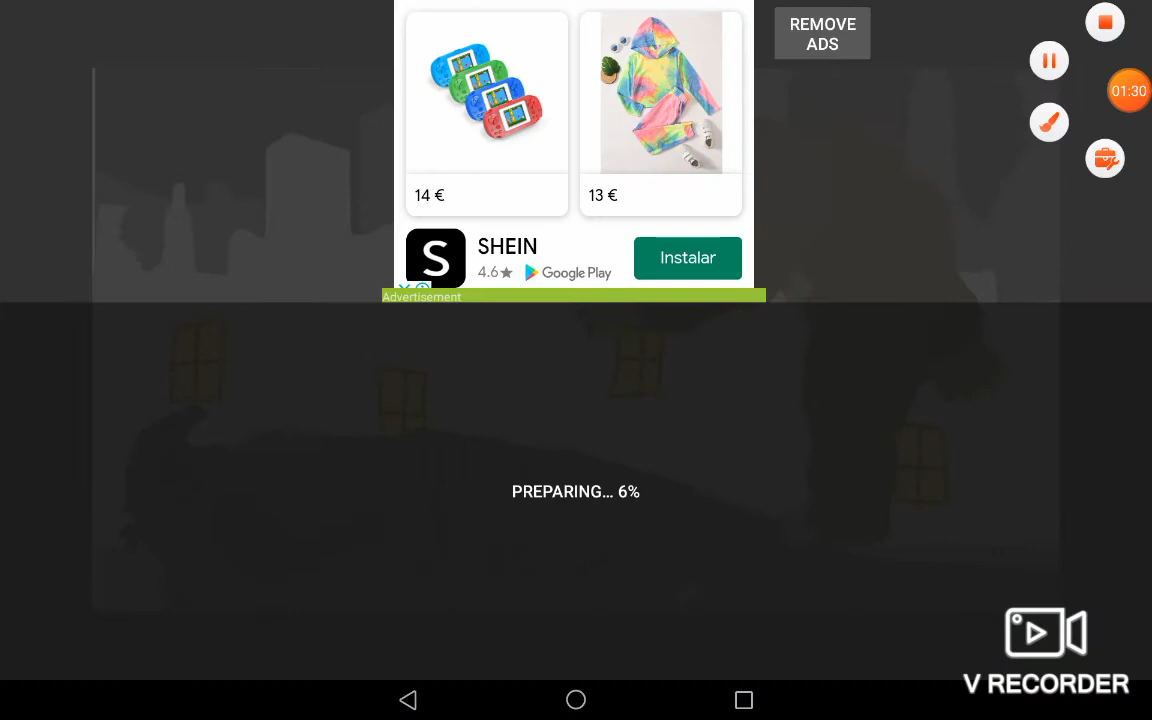 REMOVE
ADS
01:30
14 €
13 €
S
SHEIN
4.6★
Google Play
Instalar
Advertisement
PREPARING... 6%
V RECORDER